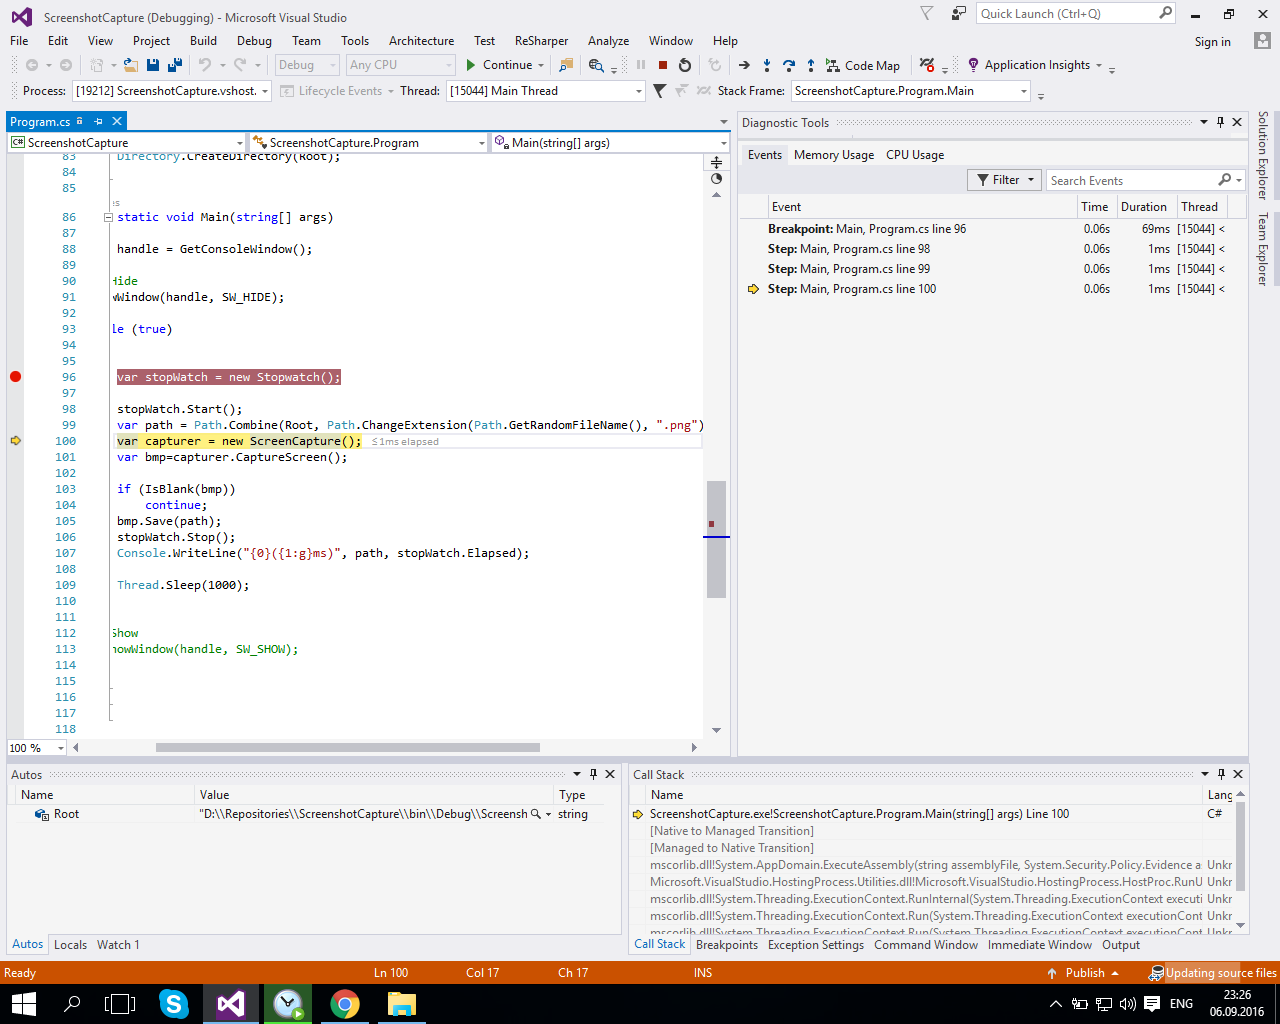 ScreenshotCapture (Debugging) - Microsoft Visual Studio
Quick Launch (Ctrl+Q)
File Edit View Project Build Debug Team Tools Architecture Test ReSharper Analyze Window Help
Sign in
Debug Any CPU Continue Code Map Application Insights
Process: [19212] ScreenshotCapture.vshost. Lifecycle Events Thread: [15044] Main Thread Stack Frame: ScreenshotCapture.Program.Main
Program.cs
C# ScreenshotCapture ScreenshotCapture.Program Main(string[] args)
83 Directory.CreateDirectory(Root);
84
85
es
86 static void Main(string[] args)
87
88 handle = GetConsoleWindow();
89
90 Hide
91 wWindow(handle, SW_HIDE);
92
93 le (true)
94
95
96 var stopWatch = new Stopwatch();
97
98 stopWatch.Start();
99 var path = Path.Combine(Root, Path.ChangeExtension(Path.GetRandomFileName(), ".png")
100 var capturer = new ScreenCapture(); ≤1ms elapsed
101 var bmp=capturer.CaptureScreen();
102
103 if (IsBlank(bmp))
104 continue;
105 bmp.Save(path);
106 stopWatch.Stop();
107 Console.WriteLine("{0}({1:g}ms)", path, stopWatch.Elapsed);
108
109 Thread.Sleep(1000);
110
111
112 Show
113 howWindow(handle, SW_SHOW);
114
115
116
117
118
100 %
Diagnostic Tools
Events Memory Usage CPU Usage
Filter Search Events
Event Time Duration Thread
Breakpoint: Main, Program.cs line 96 0.06s 69ms [15044] <
Step: Main, Program.cs line 98 0.06s 1ms [15044] <
Step: Main, Program.cs line 99 0.06s 1ms [15044] <
Step: Main, Program.cs line 100 0.06s 1ms [15044] <
Solution Explorer
Team Explorer
Autos
Name Value Type
Root "D:\\Repositories\\ScreenshotCapture\\bin\\Debug\\Screensh string
Autos Locals Watch 1
Call Stack
Name Lang
ScreenshotCapture.exe!ScreenshotCapture.Program.Main(string[] args) Line 100 C#
[Native to Managed Transition]
[Managed to Native Transition]
mscorlib.dll!System.AppDomain.ExecuteAssembly(string assemblyFile, System.Security.Policy.Evidence as Unkr
Microsoft.VisualStudio.HostingProcess.Utilities.dll!Microsoft.VisualStudio.HostingProcess.HostProc.RunU Unkr
mscorlib.dll!System.Threading.ExecutionContext.RunInternal(System.Threading.ExecutionContext executi Unkr
mscorlib.dll!System.Threading.ExecutionContext.Run(System.Threading.ExecutionContext executionCont Unkr
mscorlib.dll!System.Threading.ExecutionContext.Run(System.Threading.ExecutionContext executionCont Unkr
Call Stack Breakpoints Exception Settings Command Window Immediate Window Output
Ready Ln 100 Col 17 Ch 17 INS Publish Updating source files
ENG 23:26
06.09.2016